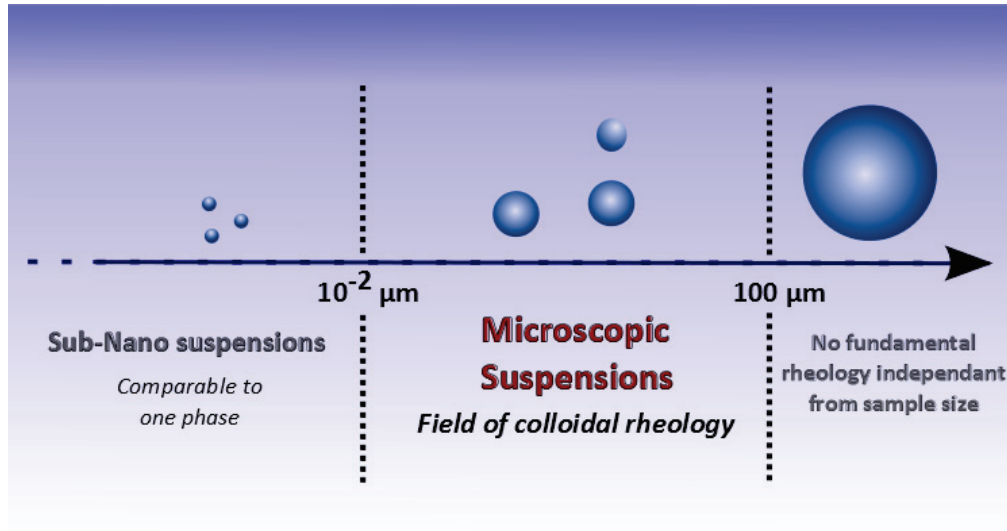 10⁻² μm
100 μm
Sub-Nano suspensions
Comparable to
one phase
Microscopic
Suspensions
Field of colloidal rheology
No fundamental
rheology independant
from sample size